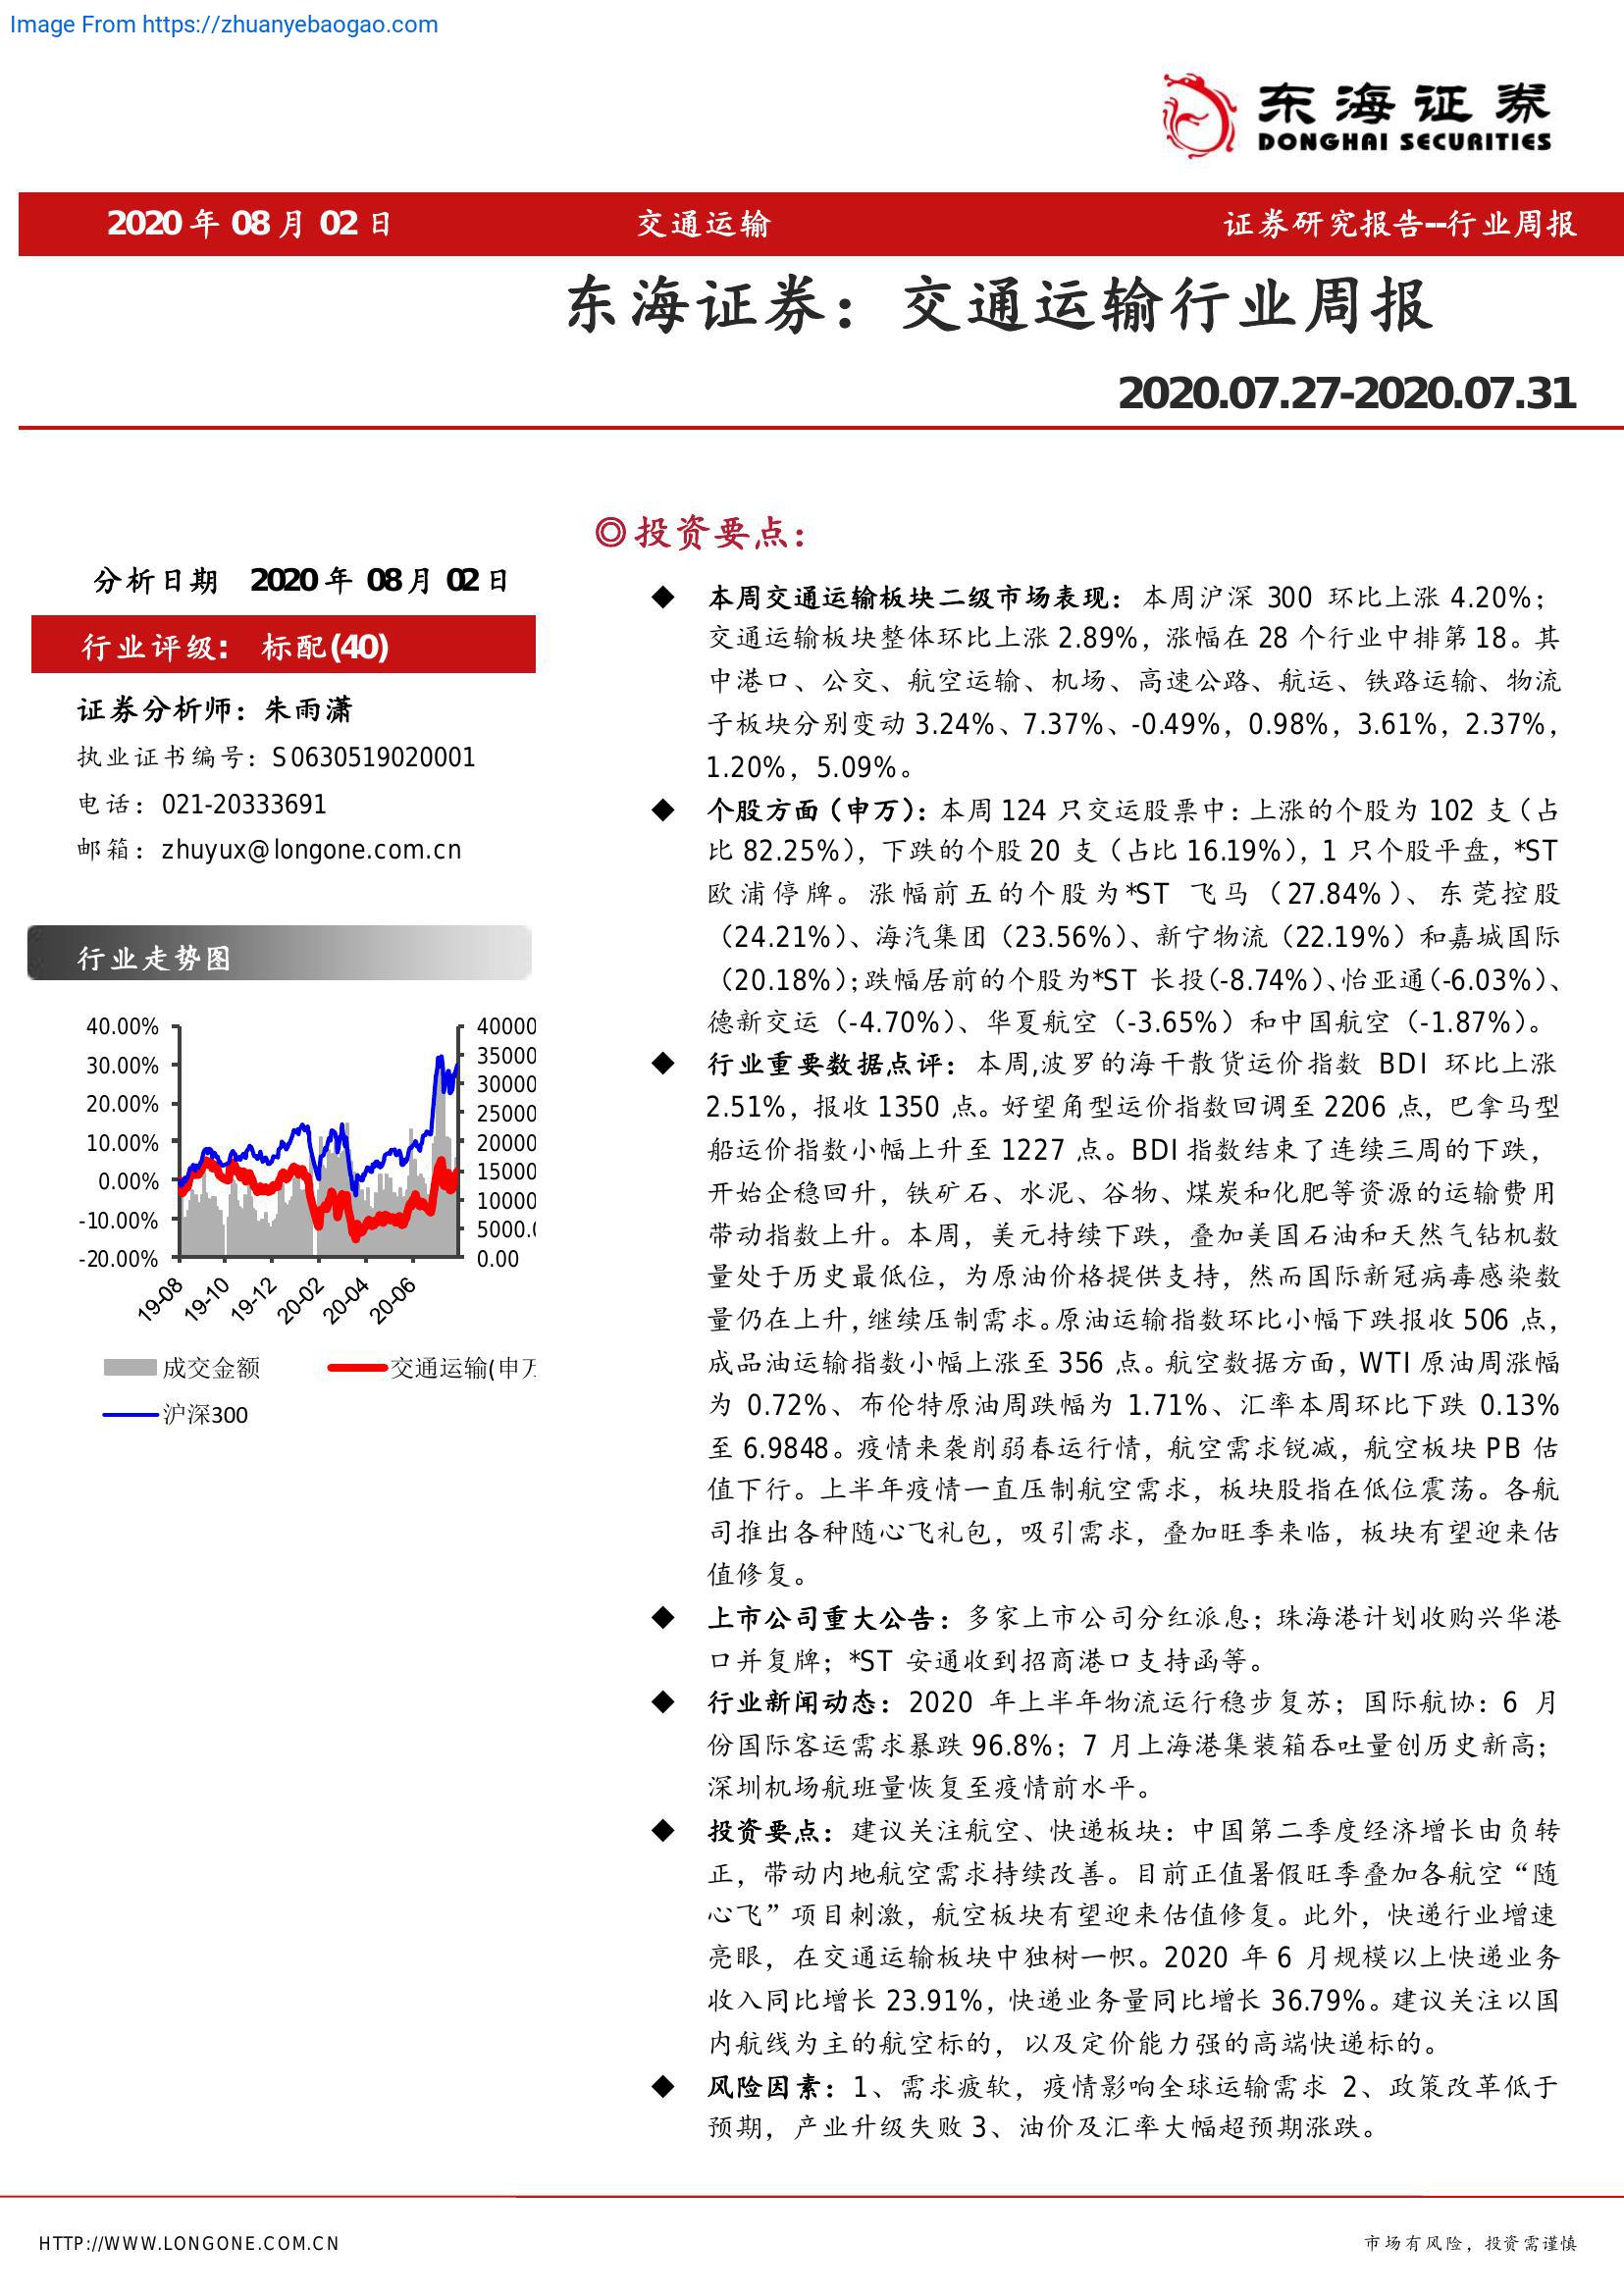 Image From https://zhuanyebaogao.com
东海证券
DONGHAI SECURITIES
2020 年 08 月 02 日 交通运输 证券研究报告--行业周报
东海证券：交通运输行业周报
2020.07.27-2020.07.31
分析日期 2020 年 08 月 02 日
行业评级： 标配(40)
证券分析师：朱雨潇
执业证书编号：S0630519020001
电话：021-20333691
邮箱：zhuyux@longone.com.cn
行业走势图
40.00%
30.00%
20.00%
10.00%
0.00%
-10.00%
-20.00%
40000
35000
30000
25000
20000
15000
10000
5000.0
0.00
19-08
19-10
19-12
20-02
20-04
20-06
成交金额 交通运输(申万
沪深300
◎投资要点：
◆ 本周交通运输板块二级市场表现：本周沪深 300 环比上涨 4.20%；
交通运输板块整体环比上涨 2.89%，涨幅在 28 个行业中排第 18。其
中港口、公交、航空运输、机场、高速公路、航运、铁路运输、物流
子板块分别变动 3.24%、7.37%、-0.49%，0.98%，3.61%，2.37%，
1.20%，5.09%。
◆ 个股方面（申万）：本周 124 只交运股票中：上涨的个股为 102 支（占
比 82.25%），下跌的个股 20 支（占比 16.19%），1 只个股平盘，*ST
欧浦停牌。涨幅前五的个股为*ST 飞马（27.84%）、东莞控股
（24.21%）、海汽集团（23.56%）、新宁物流（22.19%）和嘉城国际
（20.18%）；跌幅居前的个股为*ST 长投(-8.74%)、怡亚通(-6.03%)、
德新交运（-4.70%）、华夏航空（-3.65%）和中国航空（-1.87%）。
◆ 行业重要数据点评：本周,波罗的海干散货运价指数 BDI 环比上涨
2.51%，报收 1350 点。好望角型运价指数回调至 2206 点，巴拿马型
船运价指数小幅上升至 1227 点。BDI 指数结束了连续三周的下跌，
开始企稳回升，铁矿石、水泥、谷物、煤炭和化肥等资源的运输费用
带动指数上升。本周，美元持续下跌，叠加美国石油和天然气钻机数
量处于历史最低位，为原油价格提供支持，然而国际新冠病毒感染数
量仍在上升,继续压制需求。原油运输指数环比小幅下跌报收 506 点，
成品油运输指数小幅上涨至 356 点。航空数据方面，WTI 原油周涨幅
为 0.72%、布伦特原油周跌幅为 1.71%、汇率本周环比下跌 0.13%
至 6.9848。疫情来袭削弱春运行情，航空需求锐减，航空板块 PB 估
值下行。上半年疫情一直压制航空需求，板块股指在低位震荡。各航
司推出各种随心飞礼包，吸引需求，叠加旺季来临，板块有望迎来估
值修复。
◆ 上市公司重大公告：多家上市公司分红派息；珠海港计划收购兴华港
口并复牌；*ST 安通收到招商港口支持函等。
◆ 行业新闻动态：2020 年上半年物流运行稳步复苏；国际航协：6 月
份国际客运需求暴跌 96.8%；7 月上海港集装箱吞吐量创历史新高；
深圳机场航班量恢复至疫情前水平。
◆ 投资要点：建议关注航空、快递板块：中国第二季度经济增长由负转
正，带动内地航空需求持续改善。目前正值暑假旺季叠加各航空“随
心飞”项目刺激，航空板块有望迎来估值修复。此外，快递行业增速
亮眼，在交通运输板块中独树一帜。2020 年 6 月规模以上快递业务
收入同比增长 23.91%，快递业务量同比增长 36.79%。建议关注以国
内航线为主的航空标的，以及定价能力强的高端快递标的。
◆ 风险因素：1、需求疲软，疫情影响全球运输需求 2、政策改革低于
预期，产业升级失败 3、油价及汇率大幅超预期涨跌。
HTTP://WWW.LONGONE.COM.CN 市场有风险，投资需谨慎